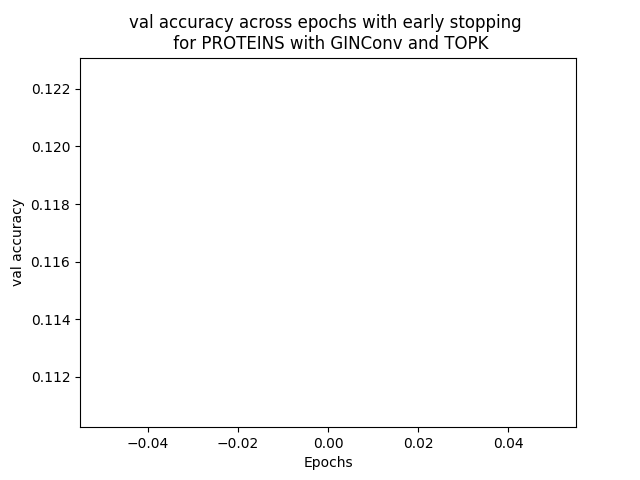 val accuracy across epochs with early stopping
for PROTEINS with GINConv and TOPK
0.122
0.120
0.118
0.116
0.114
0.112
val accuracy
−0.04 −0.02 0.00 0.02 0.04
Epochs